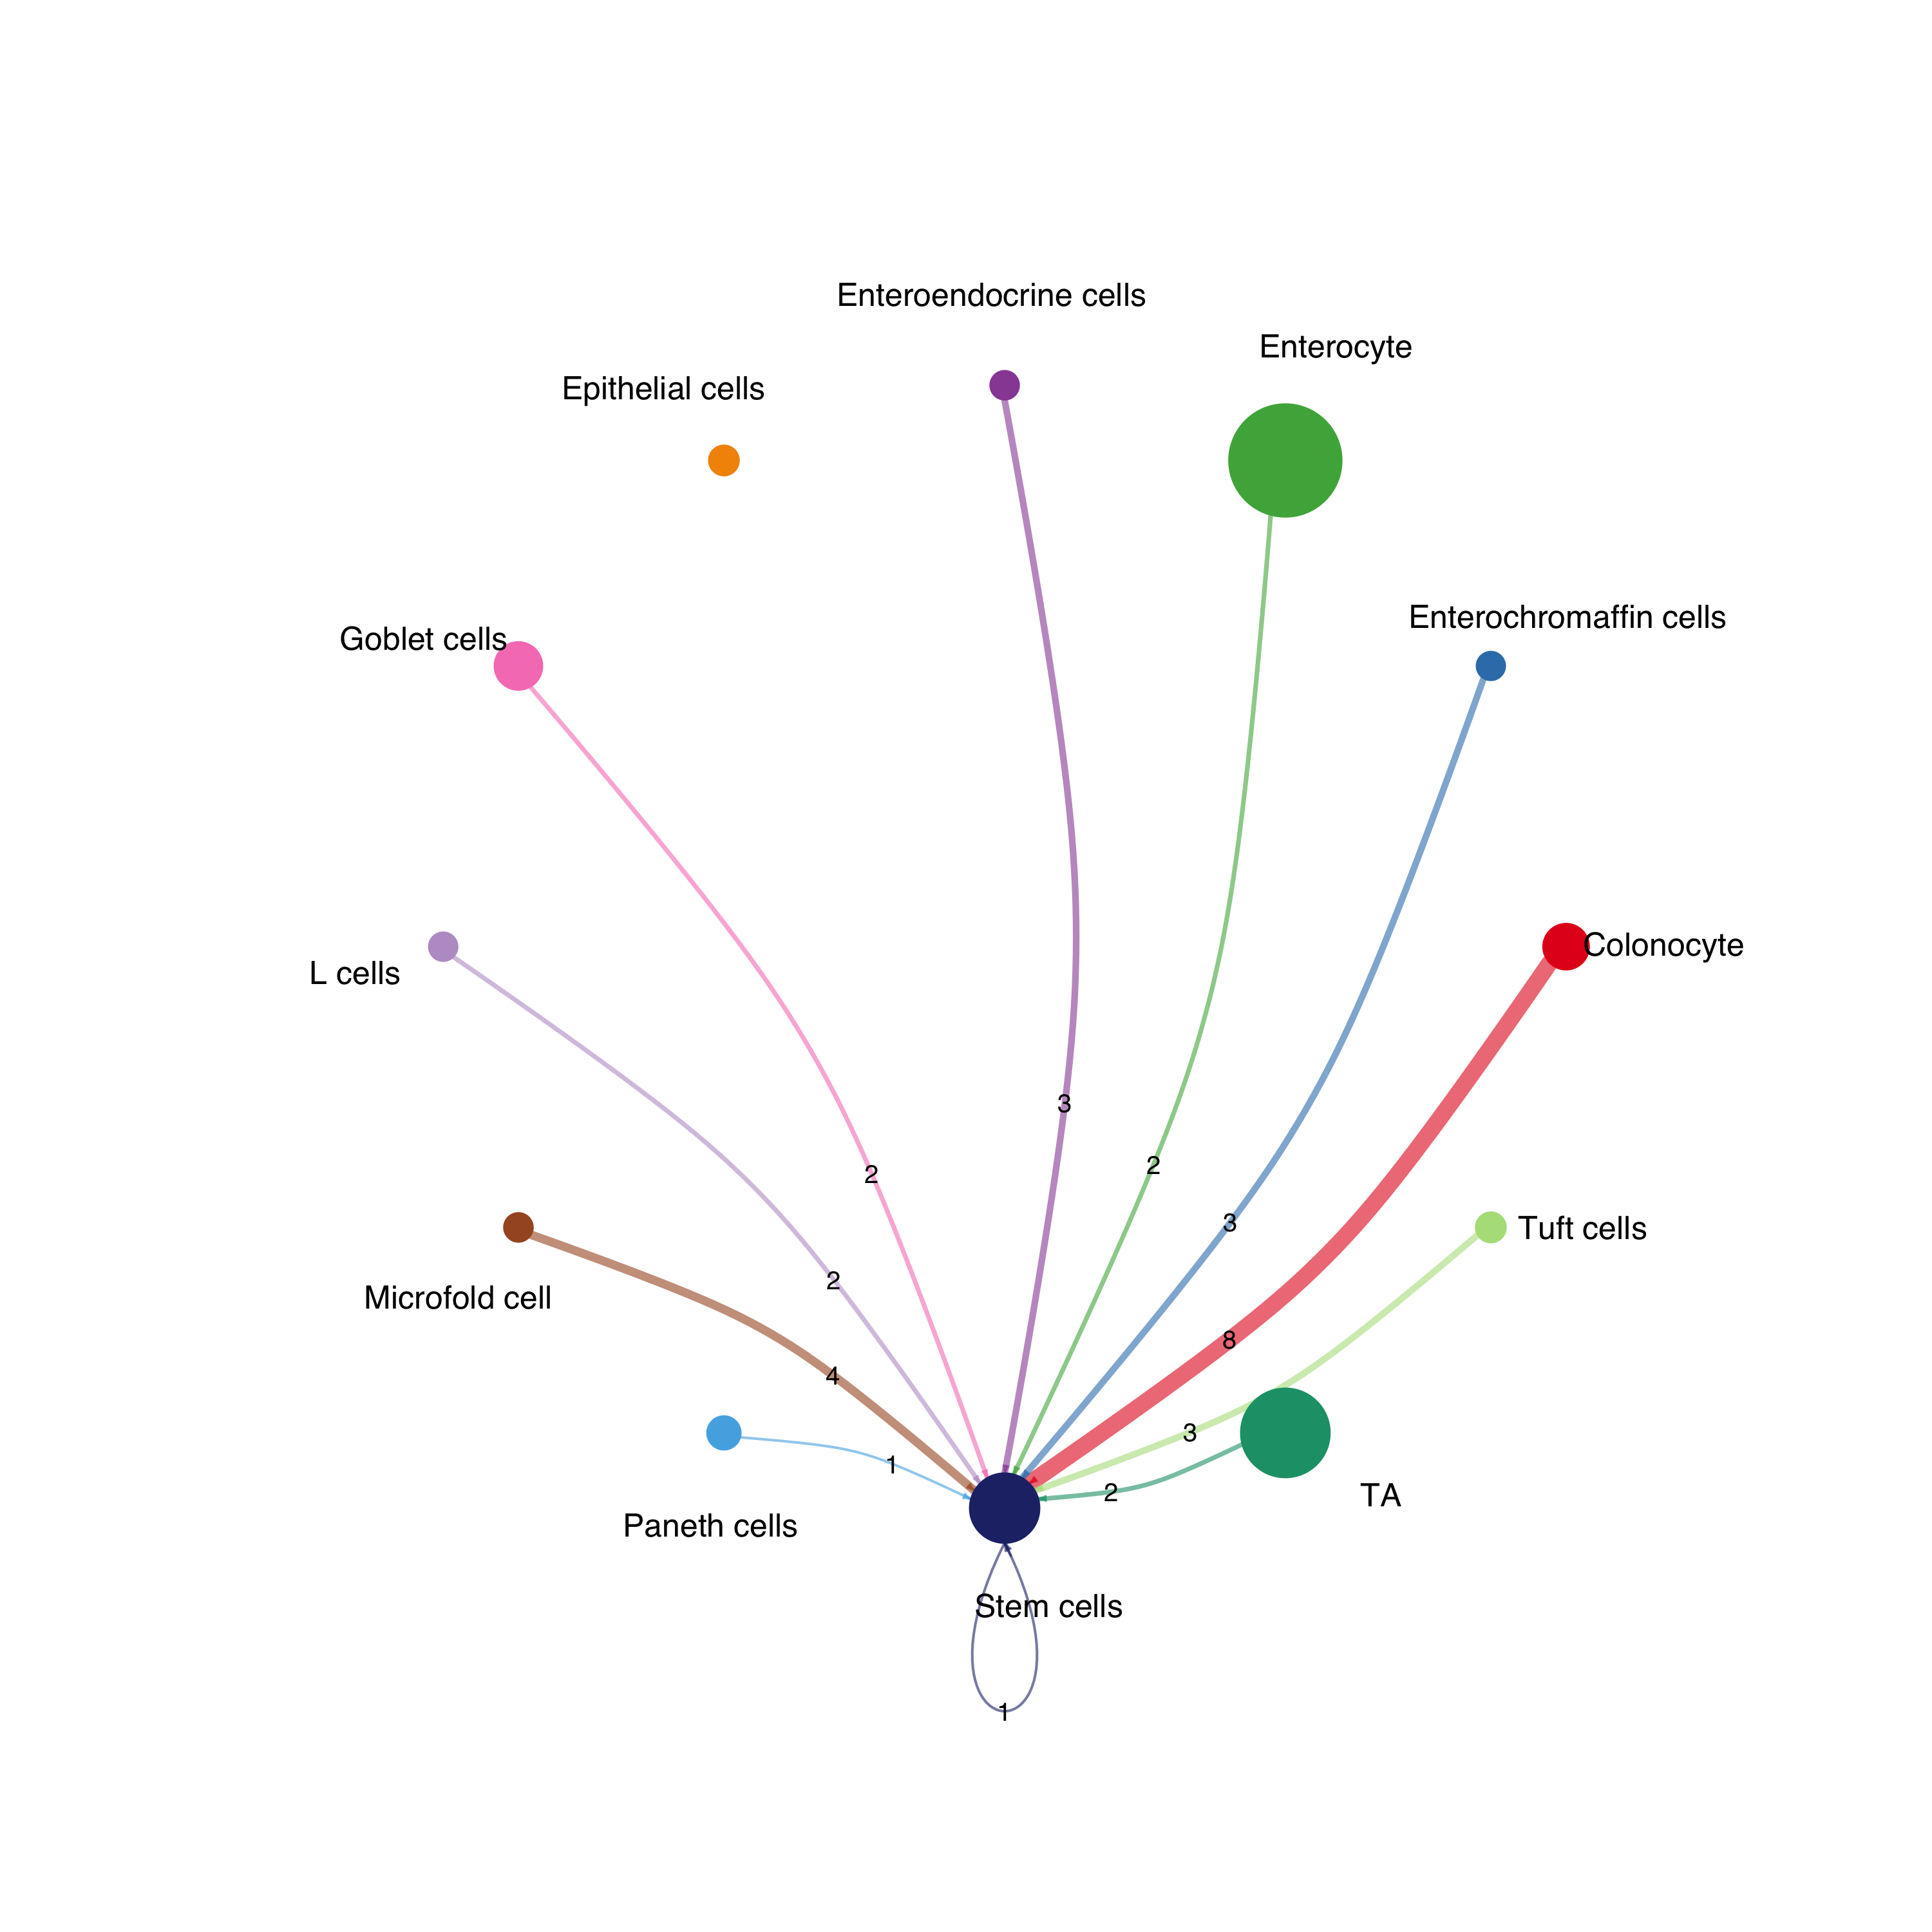 Enteroendocrine cells
Enterocyte
Epithelial cells
Enterochromaffin cells
Goblet cells
Colonocyte
L cells
3
2
2
3
Tuft cells
2
Microfold cell
8
4
3
1
2
TA
Paneth cells
Stem cells
1